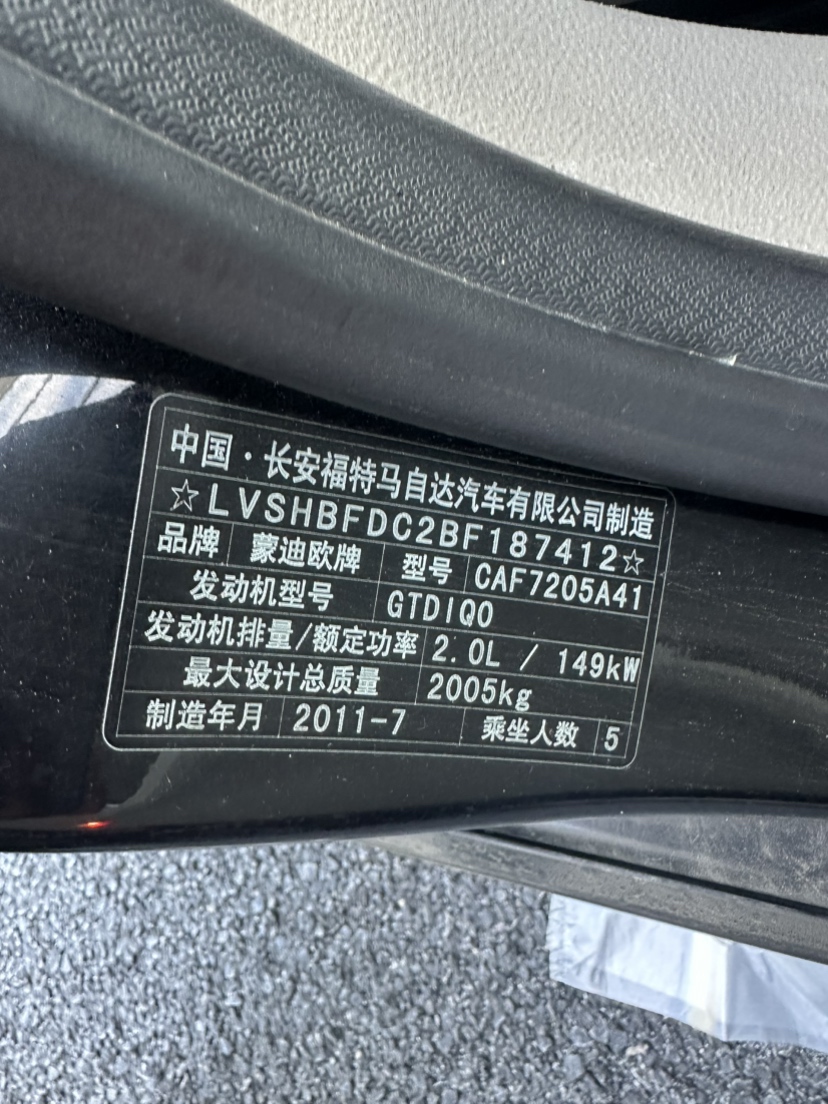 中国·长安福特马自达汽车有限公司制造
☆LVSHBFDC2BF187412☆
品牌 蒙迪欧牌 型号 CAF7205A41
发动机型号 GTDIQ0
发动机排量/额定功率 2.0L / 149kW
最大设计总质量 2005kg
制造年月 2011-7 乘坐人数 5